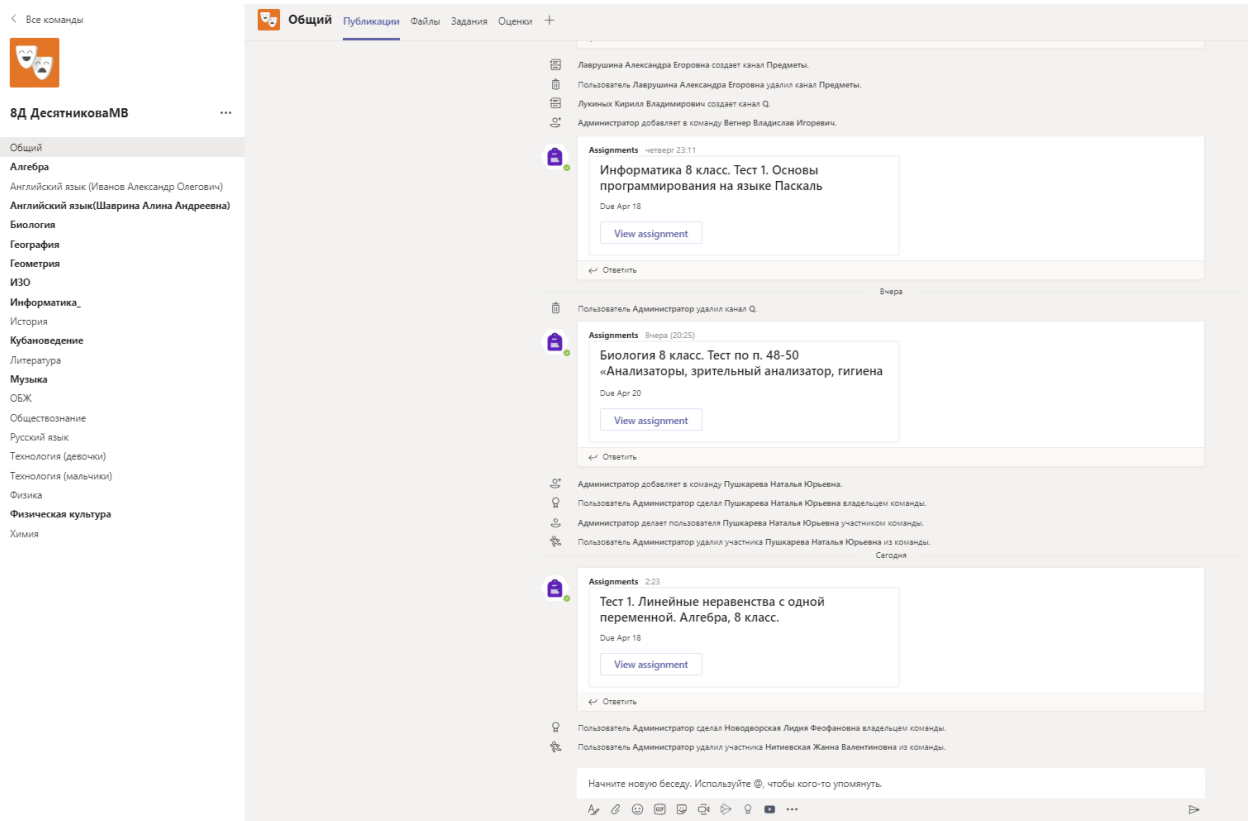 Все команды
8Д ДесятниковаМВ
Общий
Алгебра
Английский язык (Иванов Александр Олегович)
Английский язык(Шаврина Алина Андреевна)
Биология
География
Геометрия
ИЗО
Информатика_
История
Кубановедение
Литература
Музыка
ОБЖ
Обществознание
Русский язык
Технология (девочки)
Технология (мальчики)
Физика
Физическая культура
Химия
Общий Публикации Файлы Задания Оценки
Лаврушина Александра Егоровна создает канал Предметы.
Пользователь Лаврушина Александра Егоровна удалил канал Предметы.
Лукиных Кирилл Владимирович создает канал Q.
Администратор добавляет в команду Вегнер Владислав Игоревич.
Assignments четверг 23:11
Информатика 8 класс. Тест 1. Основы
программирования на языке Паскаль
Due Apr 18
View assignment
Ответить
Вчера
Пользователь Администратор удалил канал Q.
Assignments Вчера (20:25)
Биология 8 класс. Тест по п. 48-50
«Анализаторы, зрительный анализатор, гигиена
Due Apr 20
View assignment
Ответить
Администратор добавляет в команду Пушкарева Наталья Юрьевна.
Пользователь Администратор сделал Пушкарева Наталья Юрьевна владельцем команды.
Администратор делает пользователя Пушкарева Наталья Юрьевна участником команды.
Пользователь Администратор удалил участника Пушкарева Наталья Юрьевна из команды.
Сегодня
Assignments 2:23
Тест 1. Линейные неравенства с одной
переменной. Алгебра, 8 класс.
Due Apr 18
View assignment
Ответить
Пользователь Администратор сделал Новодворская Лидия Феофановна владельцем команды.
Пользователь Администратор удалил участника Нитиевская Жанна Валентиновна из команды.
Начните новую беседу. Используйте @, чтобы кого-то упомянуть.
GIF